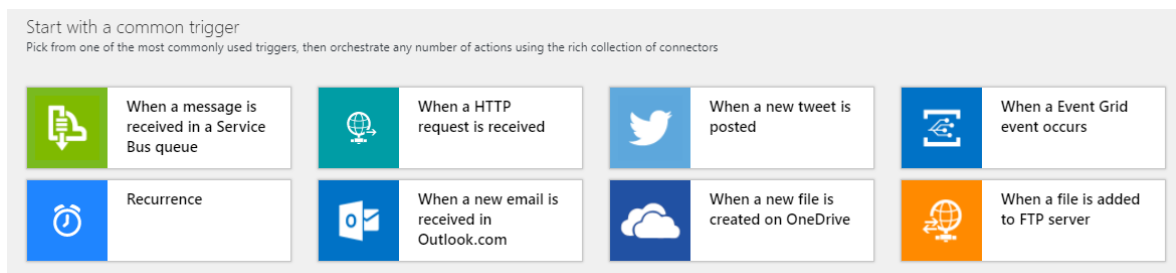 Start with a common trigger
Pick from one of the most commonly used triggers, then orchestrate any number of actions using the rich collection of connectors
When a message is
received in a Service
Bus queue
When a HTTP
request is received
When a new tweet is
posted
When a Event Grid
event occurs
Recurrence
When a new email is
received in
Outlook.com
When a new file is
created on OneDrive
When a file is added
to FTP server